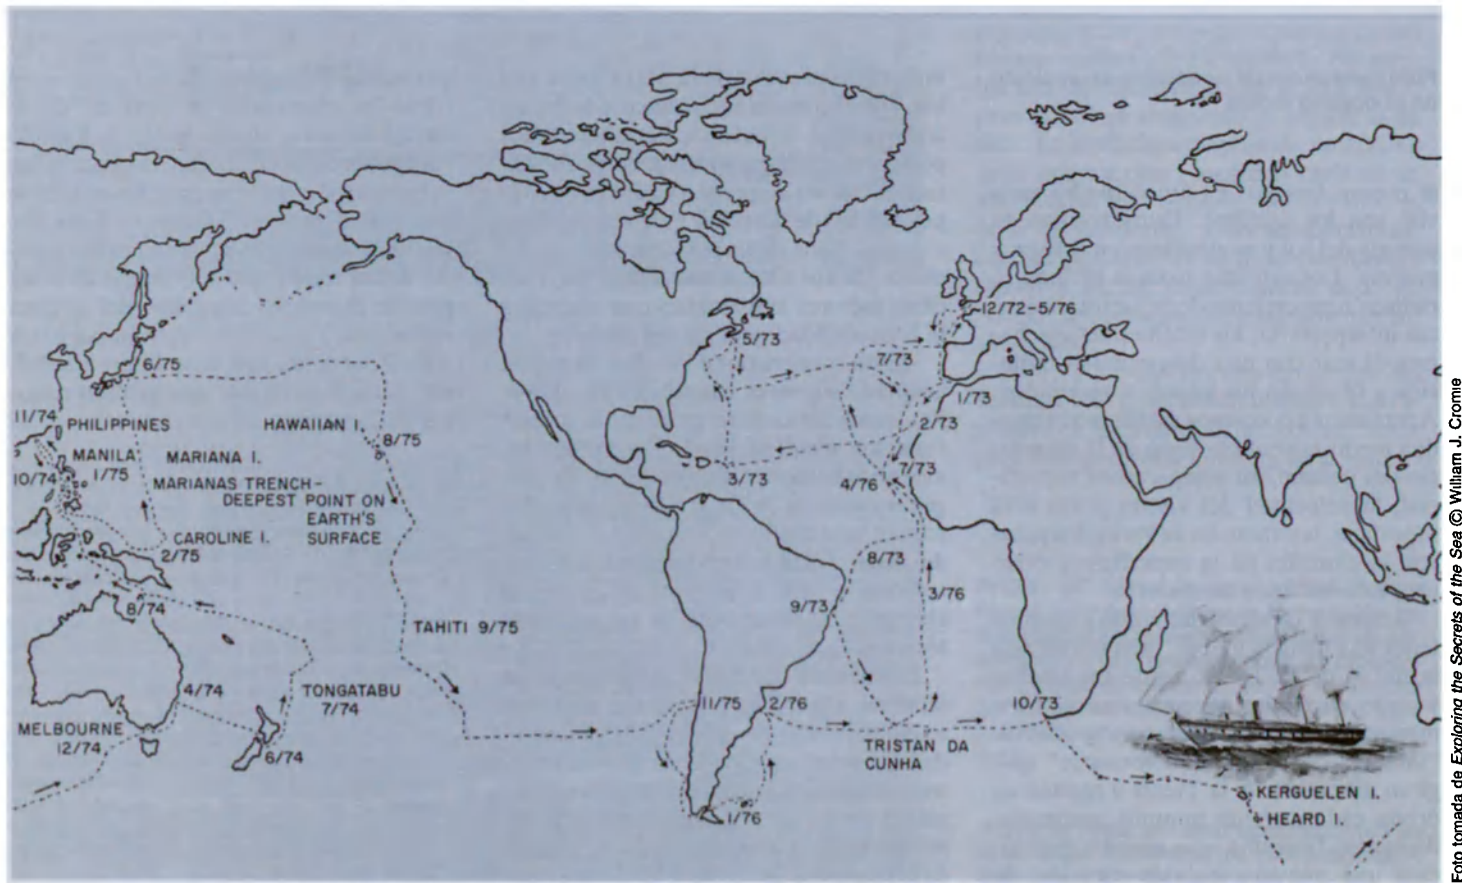 12/72-5/76
5/73
7/73
1/73
2/73
6/75
11/74
PHILIPPINES
HAWAIIAN I.
8/75
MANILA
1/75
MARIANA I.
10/74
MARIANAS TRENCH–
DEEPEST POINT ON
EARTH'S
SURFACE
3/73
7/73
4/76
CAROLINE I.
2/75
8/73
3/76
8/74
9/73
TAHITI 9/75
4/74
TONGATABU
7/74
11/75
2/76
10/73
MELBOURNE
12/74
6/74
TRISTAN DA
CUNHA
KERGUELEN I.
HEARD I.
1/76
Foto tomada de Exploring the Secrets of the Sea © William J. Cromie